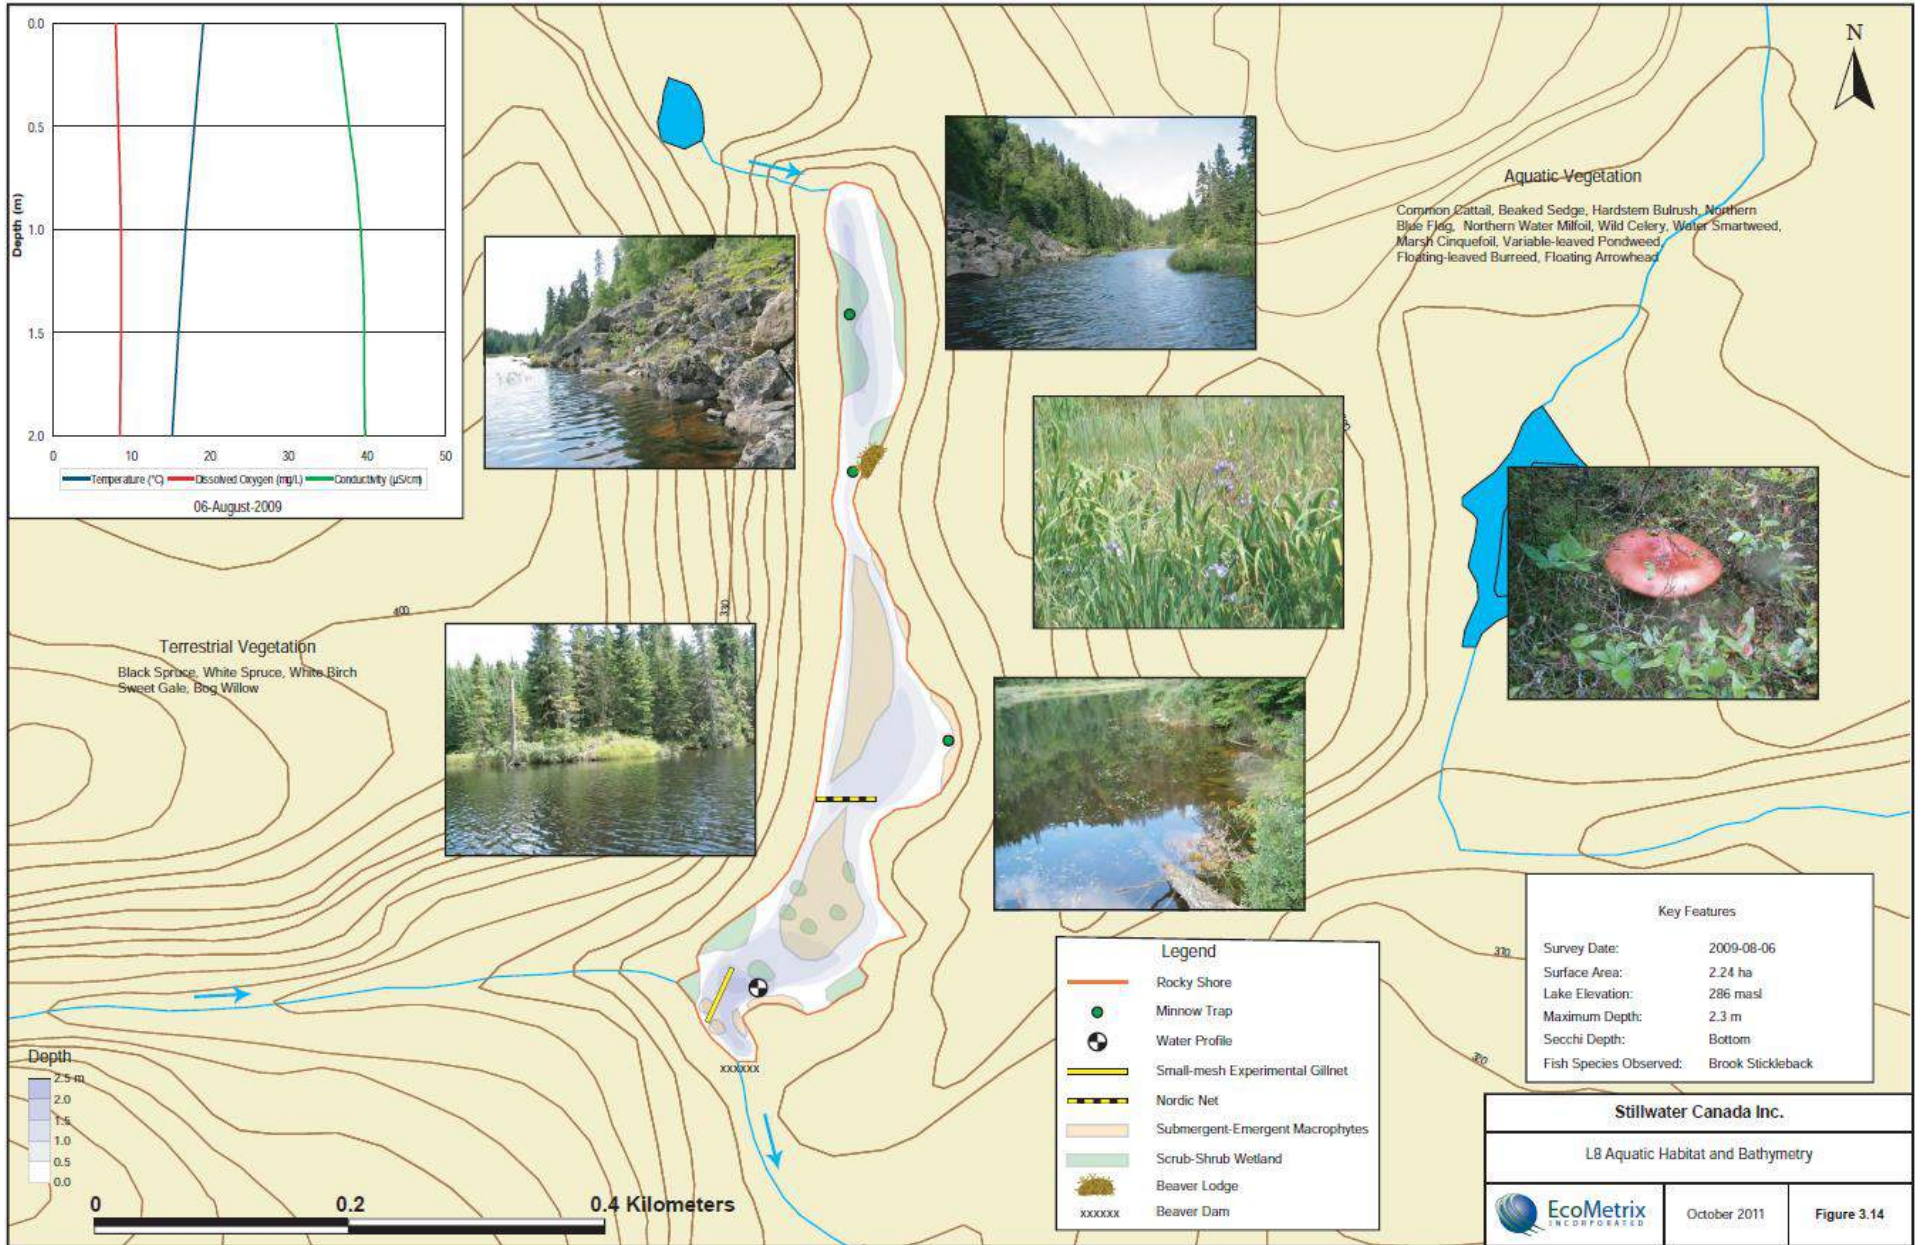 0.0
0.5
1.0
1.5
2.0
Depth (m)
0 10 20 30 40 50
Temperature (°C) Dissolved Oxygen (mg/L) Conductivity (µS/cm)
06-August-2009
N
Aquatic Vegetation
Common Cattail, Beaked Sedge, Hardstem Bulrush, Northern
Blue Flag, Northern Water Milfoil, Wild Celery, Water Smartweed,
Marsh Cinquefoil, Variable-leaved Pondweed,
Floating-leaved Burreed, Floating Arrowhead
400
330
Terrestrial Vegetation
Black Spruce, White Spruce, White Birch
Sweet Gale, Bog Willow
xxxxxx
370
Depth
2.5 m
2.0
1.5
1.0
0.5
0.0
0 0.2 0.4 Kilometers
Legend
Rocky Shore
Minnow Trap
Water Profile
Small-mesh Experimental Gillnet
Nordic Net
Submergent-Emergent Macrophytes
Scrub-Shrub Wetland
Beaver Lodge
xxxxxx Beaver Dam
Key Features
Survey Date: 2009-08-06
Surface Area: 2.24 ha
Lake Elevation: 286 masl
Maximum Depth: 2.3 m
Secchi Depth: Bottom
Fish Species Observed: Brook Stickleback
Stillwater Canada Inc.
L8 Aquatic Habitat and Bathymetry
EcoMetrix
INCORPORATED
October 2011
Figure 3.14